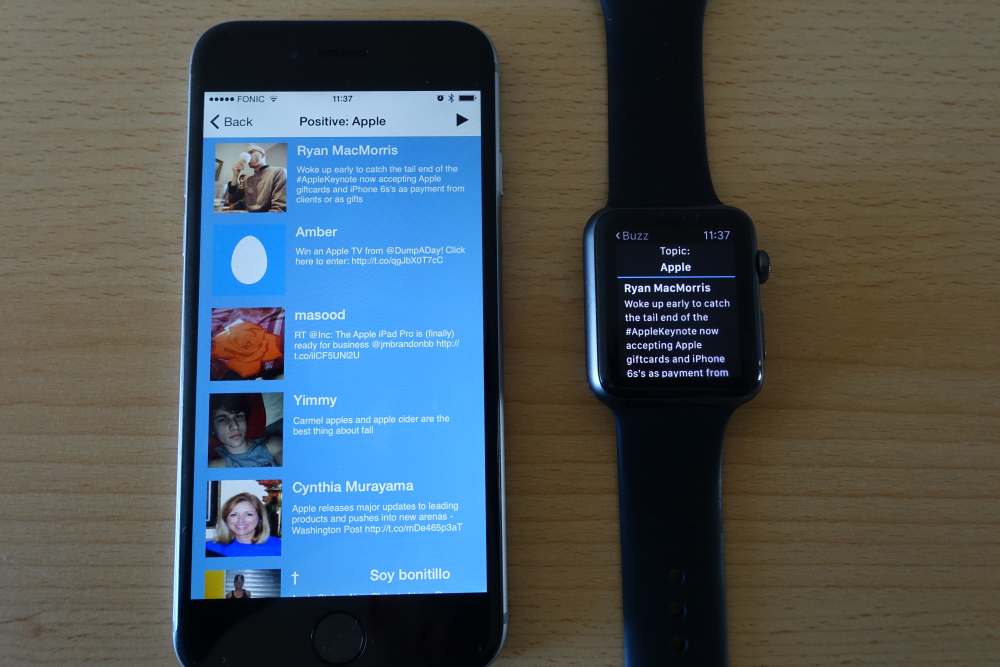 FONIC 11:37
Back Positive: Apple
Ryan MacMorris
Woke up early to catch the tail end of the
#AppleKeynote now accepting Apple
giftcards and iPhone 6s's as payment from
clients or as gifts
Amber
Win an Apple TV from @DumpADay! Click
here to enter: http://t.co/qgJbX0T7cC
masood
RT @Inc: The Apple iPad Pro is (finally)
ready for business @jmbrandonbb http://
t.co/iICF5UNI2U
Yimmy
Carmel apples and apple cider are the
best thing about fall
Cynthia Murayama
Apple releases major updates to leading
products and pushes into new arenas -
Washington Post http://t.co/mDe465p3aT
† Soy bonitillo
Buzz 11:37
Topic:
Apple
Ryan MacMorris
Woke up early to catch
the tail end of the
#AppleKeynote now
accepting Apple
giftcards and iPhone
6s's as payment from